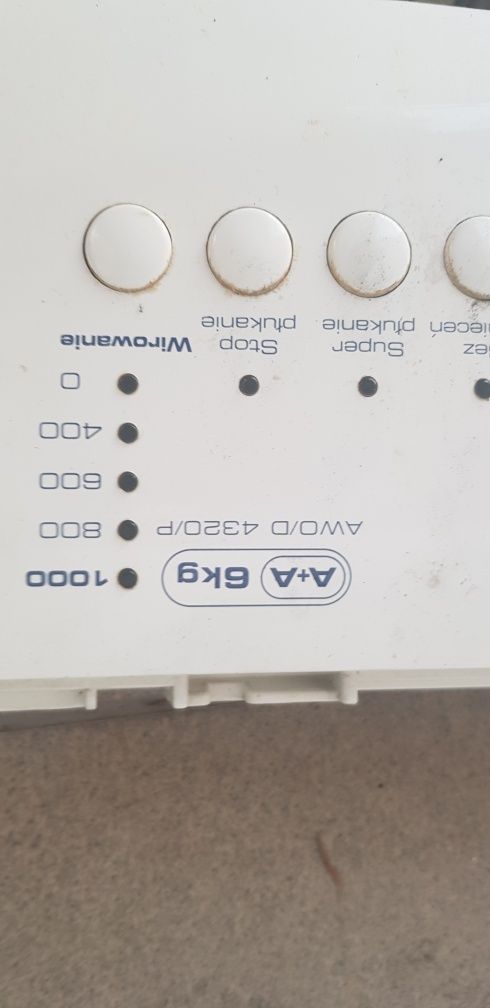 A+A 6kg 1000
AWO/D 4320/P 800
600
400
0
Super Stop Wirowanie
płukanie płukanie